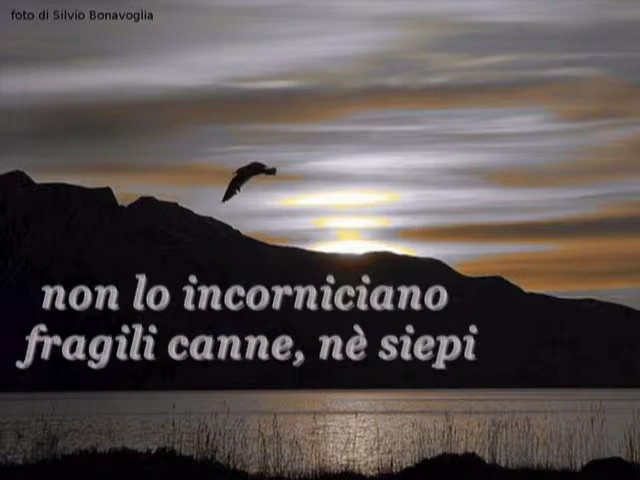 foto di Silvio Bonavoglia
non lo incorniciano
fragili canne, nè siepi